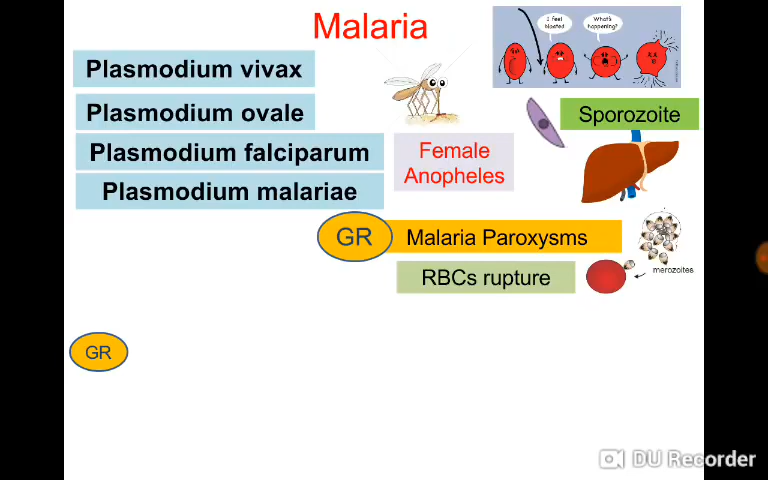 Malaria
I feel
bloated
What's
happening?
Plasmodium vivax
Plasmodium ovale
Plasmodium falciparum
Plasmodium malariae
Female
Anopheles
Sporozoite
GR
Malaria Paroxysms
RBCs rupture
merozoites
GR
DU Recorder